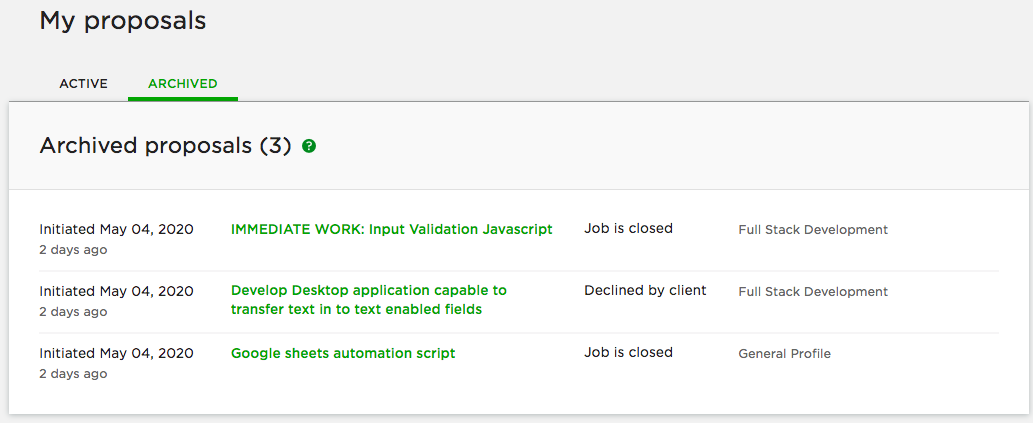 My proposals
ACTIVE ARCHIVED
Archived proposals (3) ?
Initiated May 04, 2020 IMMEDIATE WORK: Input Validation Javascript Job is closed Full Stack Development
2 days ago
Initiated May 04, 2020 Develop Desktop application capable to Declined by client Full Stack Development
2 days ago transfer text in to text enabled fields
Initiated May 04, 2020 Google sheets automation script Job is closed General Profile
2 days ago